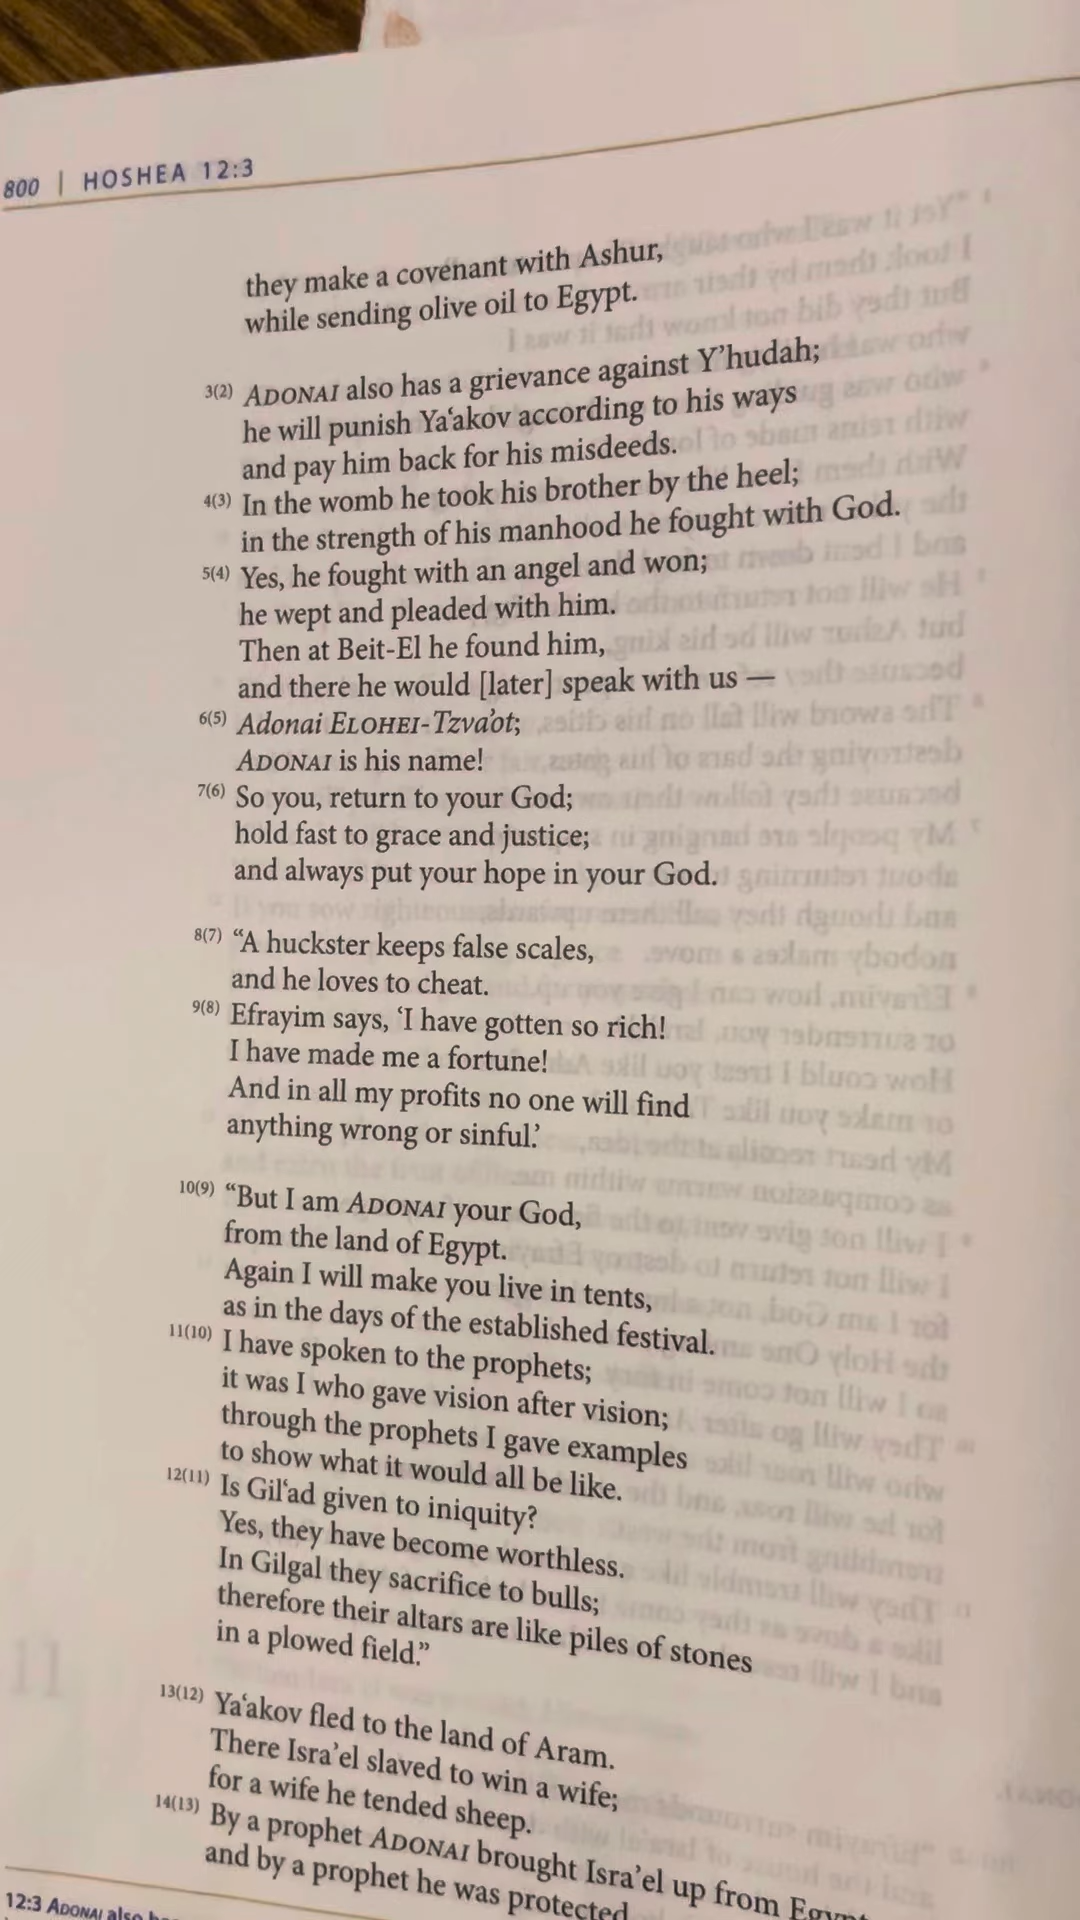 800 | HOSHEA 12:3
they make a covenant with Ashur,
while sending olive oil to Egypt.
3(2) ADONAI also has a grievance against Y’hudah;
he will punish Ya‘akov according to his ways
and pay him back for his misdeeds.
4(3) In the womb he took his brother by the heel;
in the strength of his manhood he fought with God.
5(4) Yes, he fought with an angel and won;
he wept and pleaded with him.
Then at Beit-El he found him,
and there he would [later] speak with us —
6(5) Adonai ELOHEI-Tzva’ot;
ADONAI is his name!
7(6) So you, return to your God;
hold fast to grace and justice;
and always put your hope in your God.
8(7) “A huckster keeps false scales,
and he loves to cheat.
9(8) Efrayim says, ‘I have gotten so rich!
I have made me a fortune!
And in all my profits no one will find
anything wrong or sinful.’
10(9) “But I am ADONAI your God,
from the land of Egypt.
Again I will make you live in tents,
as in the days of the established festival.
11(10) I have spoken to the prophets;
it was I who gave vision after vision;
through the prophets I gave examples
to show what it would all be like.
12(11) Is Gil‘ad given to iniquity?
Yes, they have become worthless.
In Gilgal they sacrifice to bulls;
therefore their altars are like piles of stones
in a plowed field.”
13(12) Ya‘akov fled to the land of Aram.
There Isra’el slaved to win a wife;
for a wife he tended sheep.
14(13) By a prophet ADONAI brought Isra’el up from Egypt
and by a prophet he was protected
12:3 ADONAI also